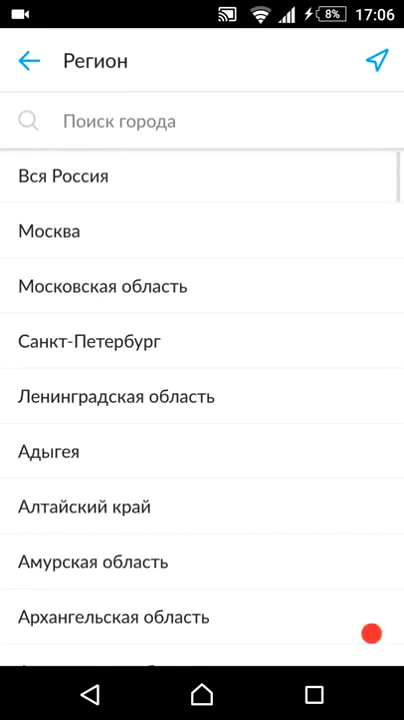 8%
17:06
Регион
Поиск города
Вся Россия
Москва
Московская область
Санкт-Петербург
Ленинградская область
Адыгея
Алтайский край
Амурская область
Архангельская область